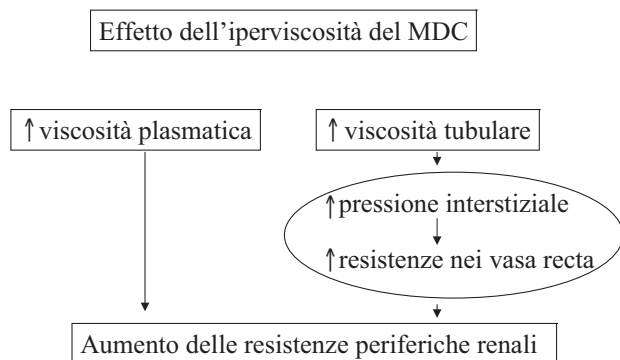 Effetto dell'iperviscosità del MDC
↑ viscosità plasmatica
↑ viscosità tubulare
↑ pressione interstiziale
↑ resistenze nei vasa recta
Aumento delle resistenze periferiche renali